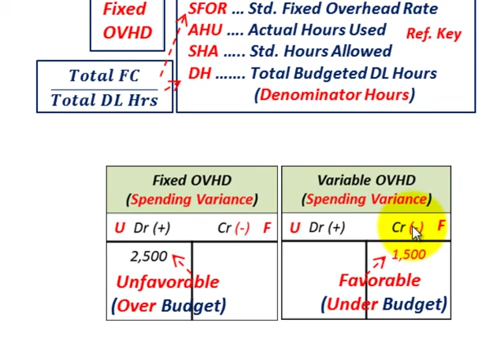 Fixed
OVHD
SFOR ... Std. Fixed Overhead Rate
AHU .... Actual Hours Used
SHA ..... Std. Hours Allowed
DH ....... Total Budgeted DL Hours
(Denominator Hours)
Ref. Key
Total FC
Total DL Hrs
Fixed OVHD
(Spending Variance)
U Dr (+) Cr (-) F
2,500
Unfavorable
(Over Budget)
Variable OVHD
(Spending Variance)
U Dr (+) Cr (-) F
1,500
Favorable
(Under Budget)